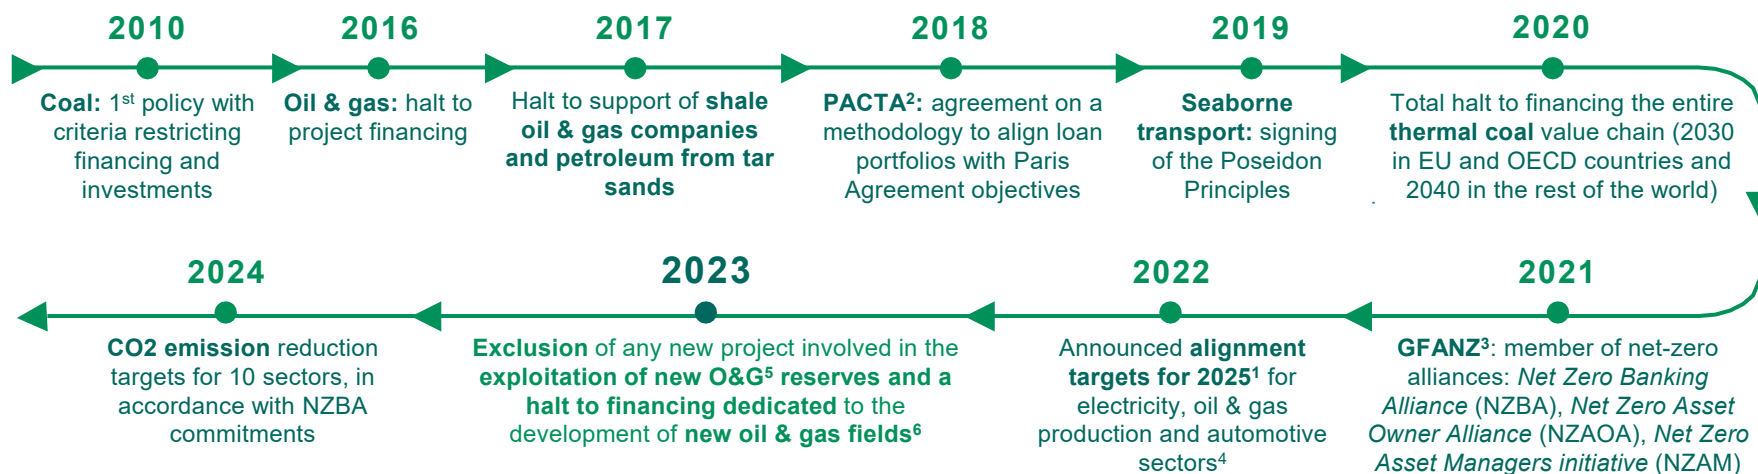 2010
Coal: 1st policy with
criteria restricting
financing and
investments
2016
Oil & gas: halt to
project financing
2017
Halt to support of shale
oil & gas companies
and petroleum from tar
sands
2018
PACTA²: agreement on a
methodology to align loan
portfolios with Paris
Agreement objectives
2019
Seaborne
transport: signing
of the Poseidon
Principles
2020
Total halt to financing the entire
thermal coal value chain (2030
in EU and OECD countries and
2040 in the rest of the world)
2021
GFANZ³: member of net-zero
alliances: Net Zero Banking
Alliance (NZBA), Net Zero Asset
Owner Alliance (NZAOA), Net Zero
Asset Managers initiative (NZAM)
2022
Announced alignment
targets for 2025¹ for
electricity, oil & gas
production and automotive
sectors⁴
2023
Exclusion of any new project involved in the
exploitation of new O&G⁵ reserves and a
halt to financing dedicated to the
development of new oil & gas fields⁶
2024
CO2 emission reduction
targets for 10 sectors, in
accordance with NZBA
commitments